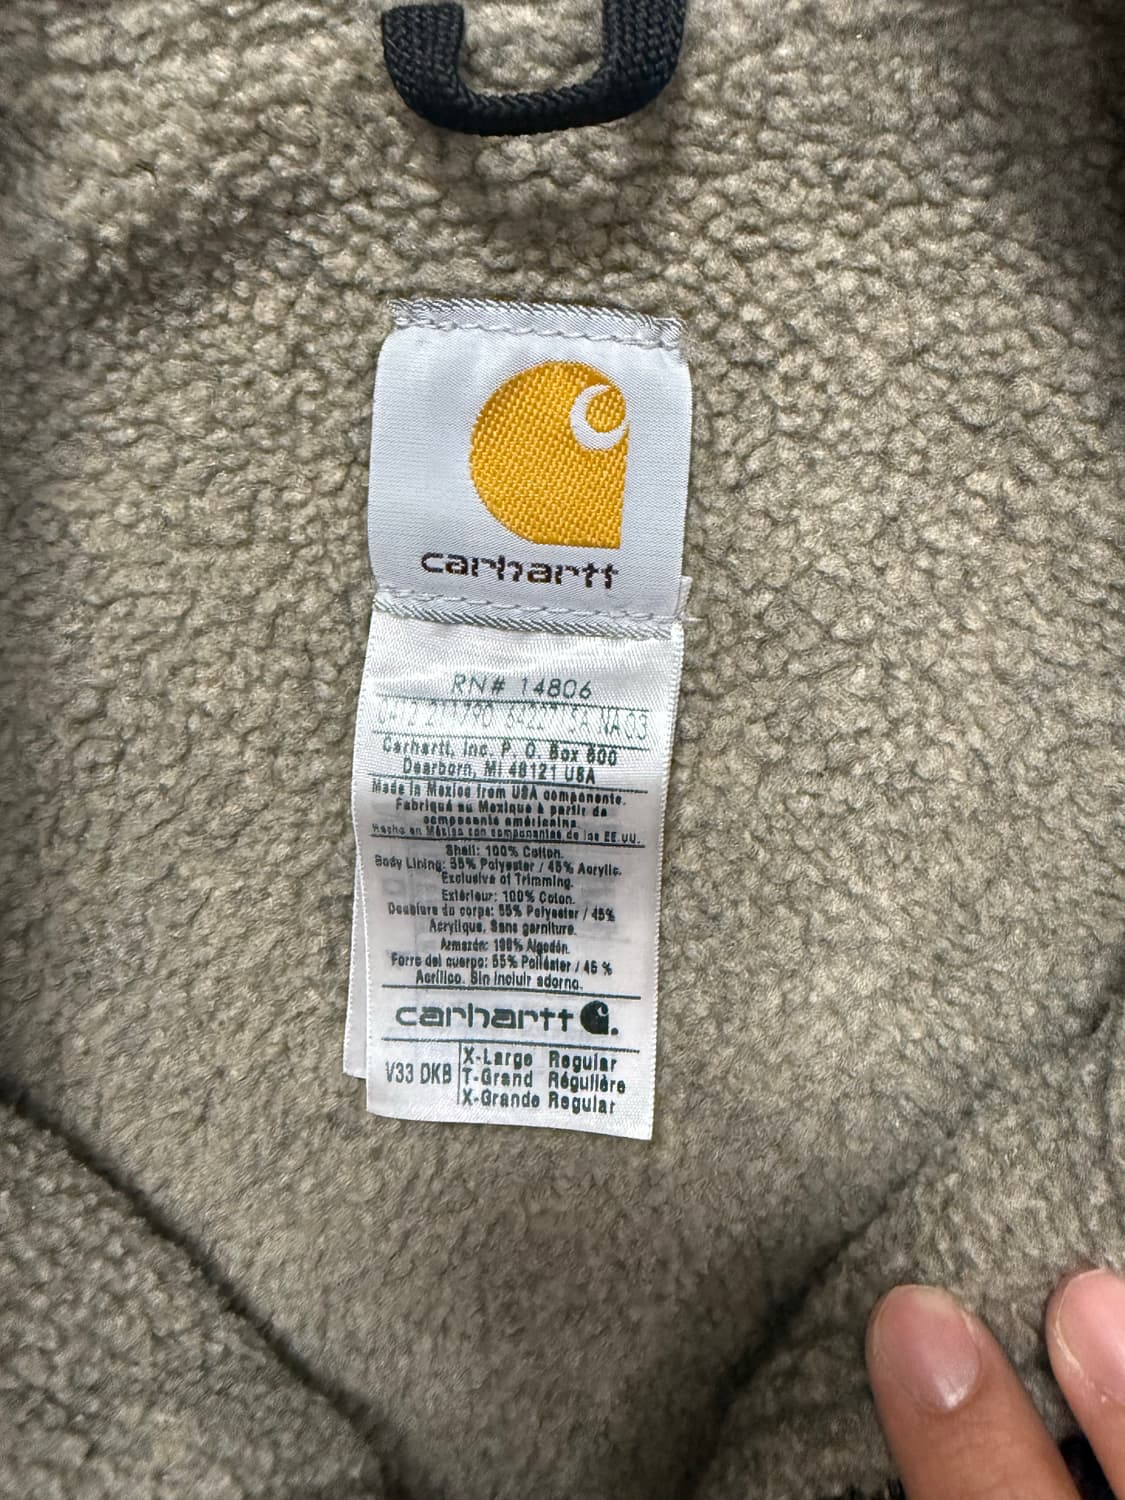 carhartt
RN# 14806
NA 03
Carhartt, Inc. P. O. Box 600
Dearborn, MI 48121 USA
Made in Mexico from USA components.
Fabriqué au Mexique à partir de
composants américains.
Hecho en México con componentes de los EE.UU.
Shell: 100% Cotton.
Body Lining: 55% Polyester / 45% Acrylic.
Exclusive of Trimming.
Extérieur: 100% Coton.
Doublure du corps: 55% Polyester / 45%
Acrylique. Sans garniture.
Armazón: 100% Algodón.
Forro del cuerpo: 55% Poliéster / 45 %
Acrílico. Sin incluir adorno.
carhartt
V33 DKB
X-Large Regular
T-Grand Régulière
X-Grande Regular